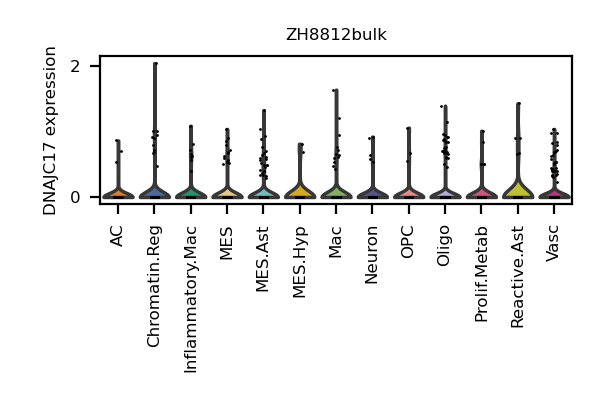 ZH8812bulk
DNAJC17 expression
2
0
AC
Chromatin.Reg
Inflammatory.Mac
MES
MES.Ast
MES.Hyp
Mac
Neuron
OPC
Oligo
Prolif.Metab
Reactive.Ast
Vasc